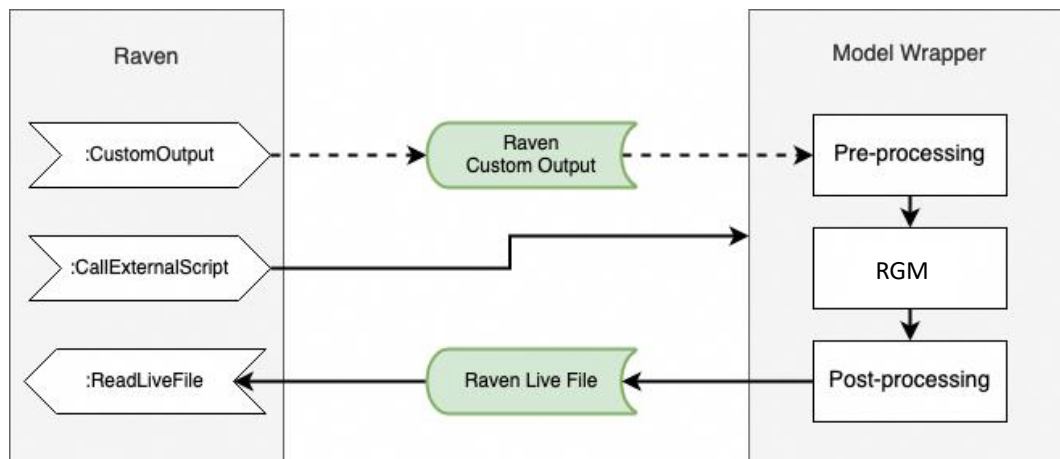 Raven
Model Wrapper
:CustomOutput
Raven
Custom Output
Pre-processing
:CallExternalScript
RGM
:ReadLiveFile
Raven Live File
Post-processing